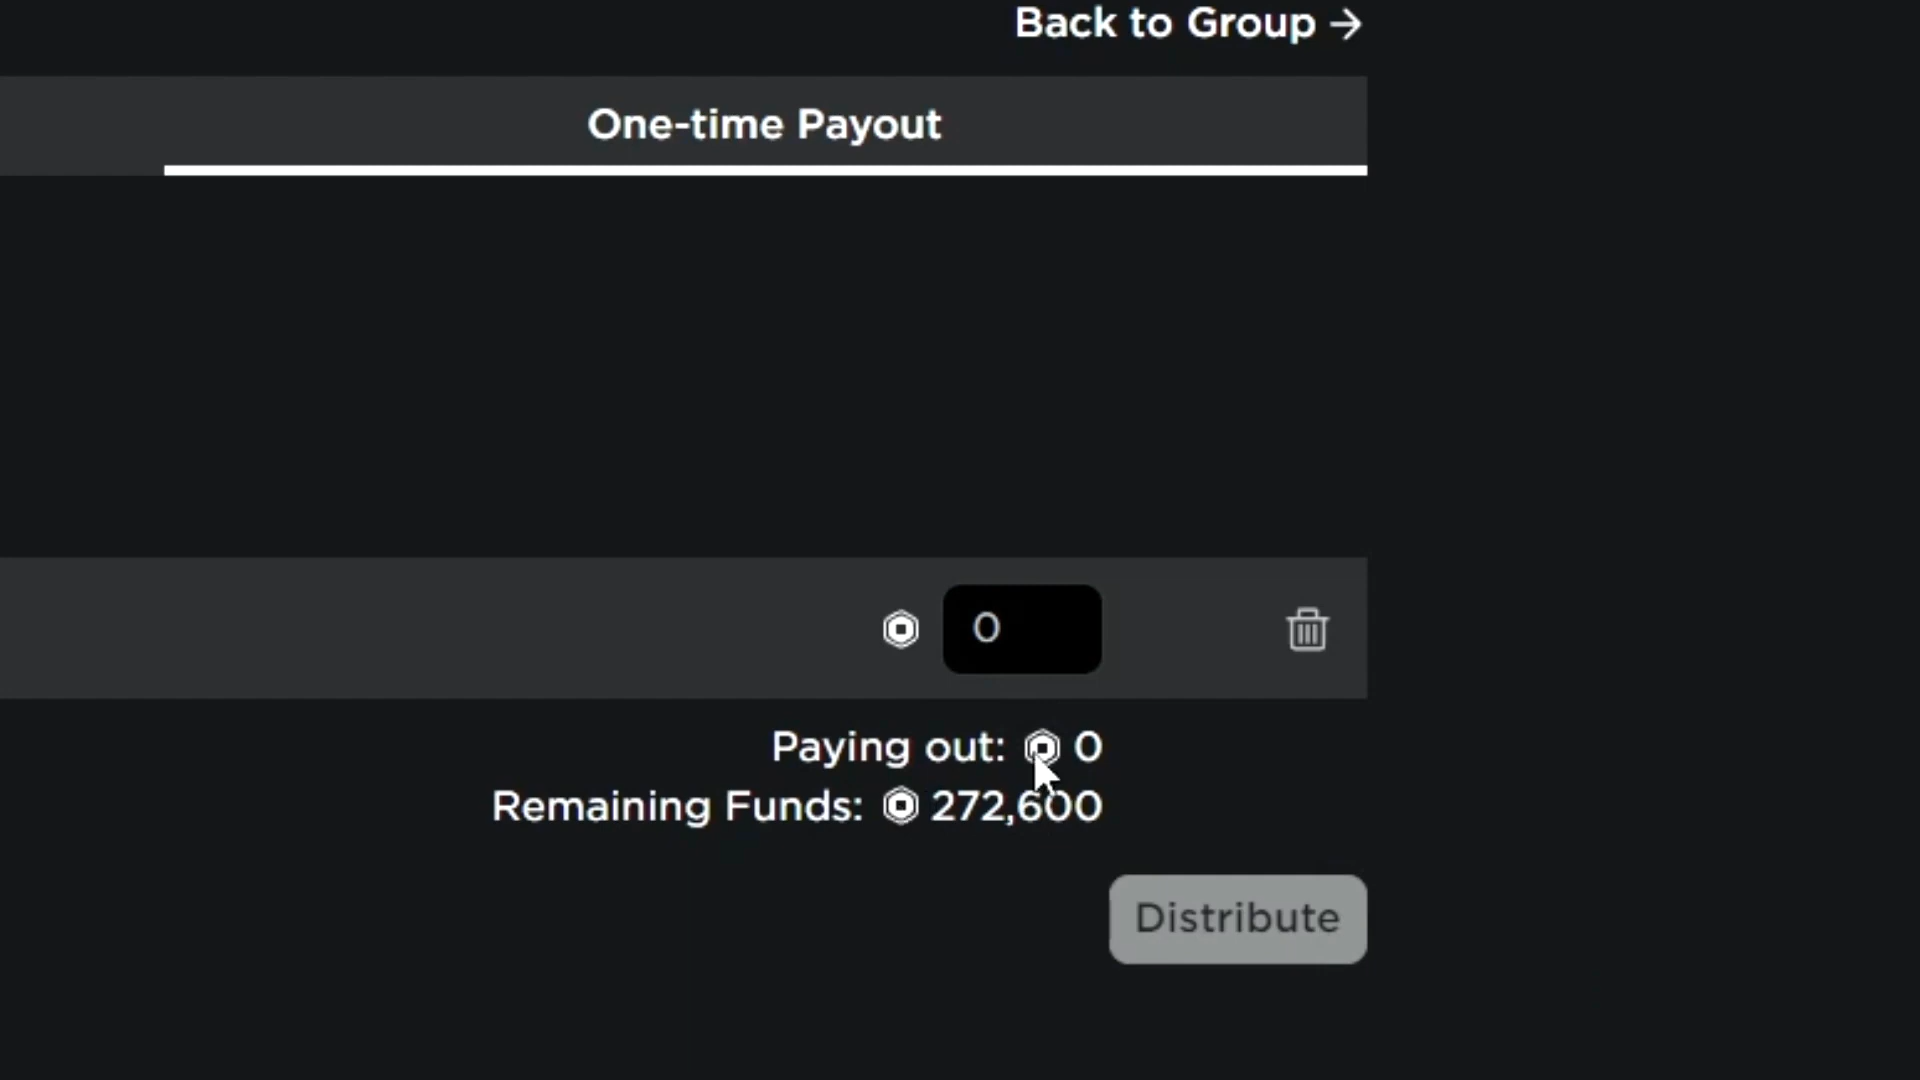 Back to Group →
One-time Payout
0
Paying out: 0
Remaining Funds: 272,600
Distribute